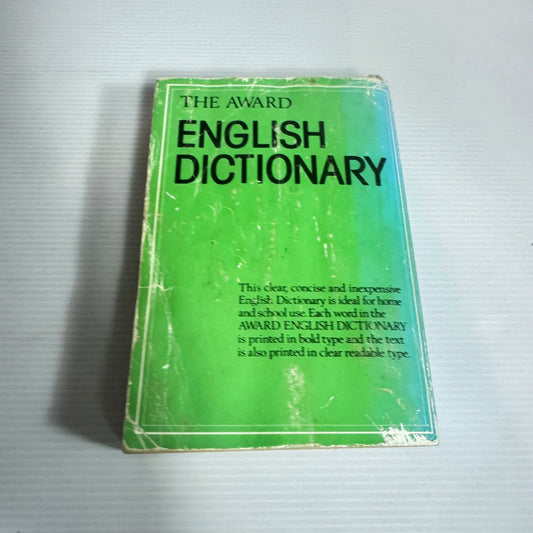 THE AWARD
ENGLISH
DICTIONARY
This clear, concise and inexpensive
English Dictionary is ideal for home
and school use. Each word in the
AWARD ENGLISH DICTIONARY
is printed in bold type and the text
is also printed in clear readable type.